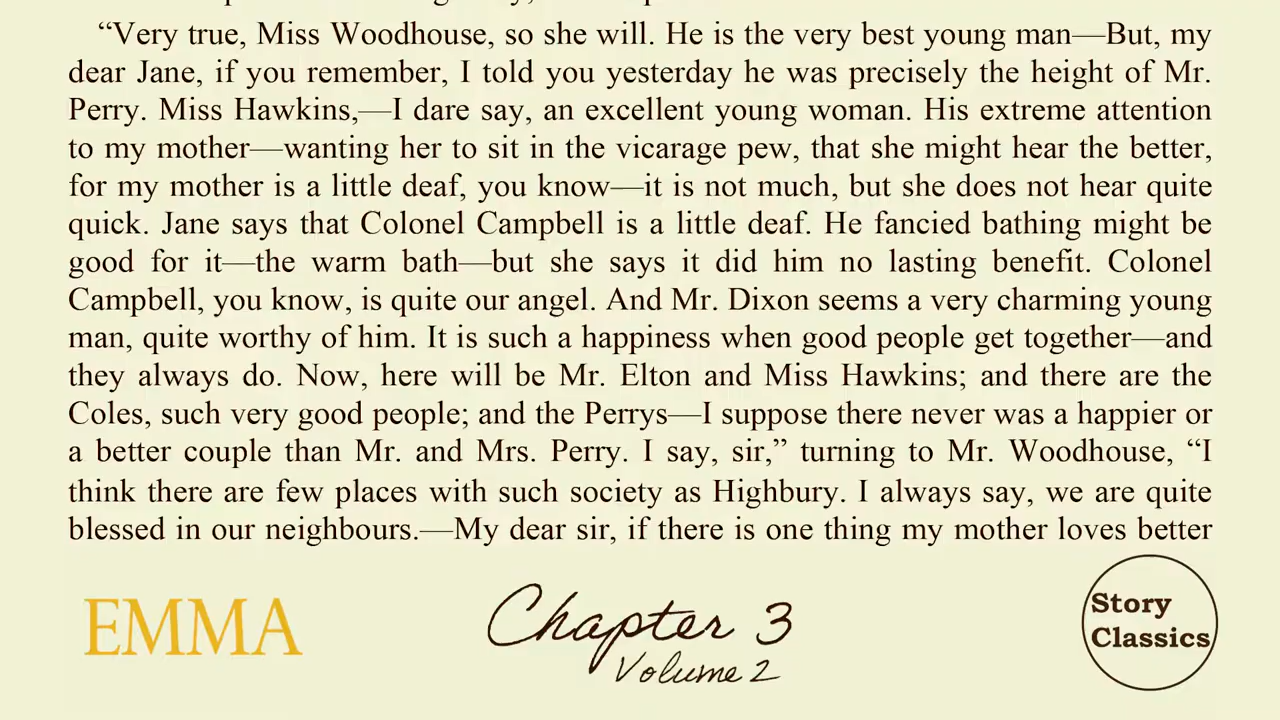 “Very true, Miss Woodhouse, so she will. He is the very best young man—But, my
dear Jane, if you remember, I told you yesterday he was precisely the height of Mr.
Perry. Miss Hawkins,—I dare say, an excellent young woman. His extreme attention
to my mother—wanting her to sit in the vicarage pew, that she might hear the better,
for my mother is a little deaf, you know—it is not much, but she does not hear quite
quick. Jane says that Colonel Campbell is a little deaf. He fancied bathing might be
good for it—the warm bath—but she says it did him no lasting benefit. Colonel
Campbell, you know, is quite our angel. And Mr. Dixon seems a very charming young
man, quite worthy of him. It is such a happiness when good people get together—and
they always do. Now, here will be Mr. Elton and Miss Hawkins; and there are the
Coles, such very good people; and the Perrys—I suppose there never was a happier or
a better couple than Mr. and Mrs. Perry. I say, sir,” turning to Mr. Woodhouse, “I
think there are few places with such society as Highbury. I always say, we are quite
blessed in our neighbours.—My dear sir, if there is one thing my mother loves better
EMMA
Chapter 3
Volume 2
Story
Classics